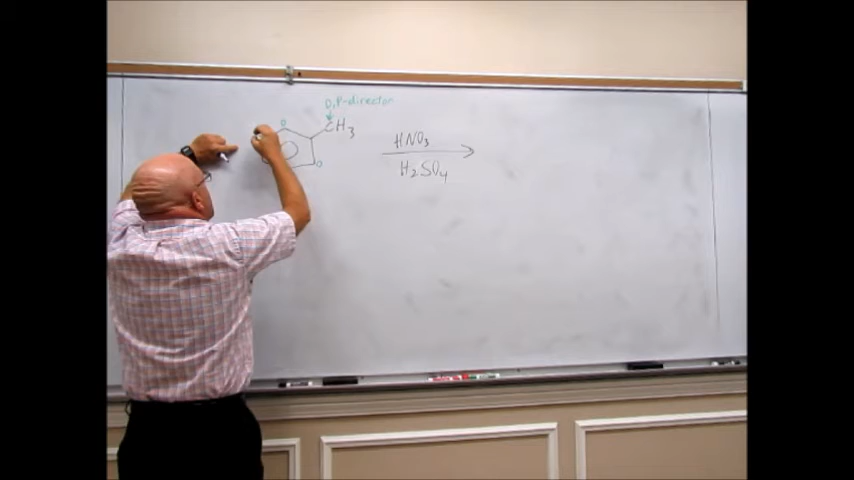 O,P-director
O
CH3
O
HNO3
H2SO4